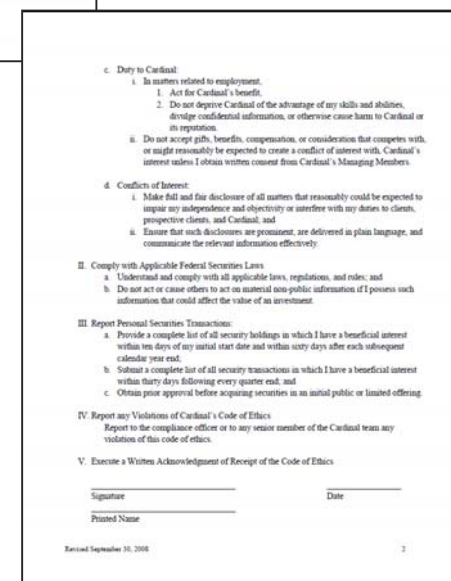 c. Duty to Cardinal:
i. In matters related to employment,
1. Act for Cardinal's benefit.
2. Do not deprive Cardinal of the advantage of my skills and abilities,
divulge confidential information, or otherwise cause harm to Cardinal or
its reputation.
ii. Do not accept gifts, benefits, compensation, or consideration that competes with,
or might reasonably be expected to create a conflict of interest with, Cardinal's
interest unless I obtain written consent from Cardinal's Managing Members.
d. Conflicts of Interest:
i. Make full and fair disclosure of all matters that reasonably could be expected to
impair my independence and objectivity or interfere with my duties to clients,
prospective clients, and Cardinal; and
ii. Ensure that such disclosures are prominent, are delivered in plain language, and
communicate the relevant information effectively.
II. Comply with Applicable Federal Securities Laws
a. Understand and comply with all applicable laws, regulations, and rules; and
b. Do not act or cause others to act on material non-public information if I possess such
information that could affect the value of an investment.
III. Report Personal Securities Transactions:
a. Provide a complete list of all security holdings in which I have a beneficial interest
within ten days of my initial start date and within sixty days after each subsequent
calendar year end;
b. Submit a complete list of all security transactions in which I have a beneficial interest
within thirty days following every quarter end; and
c. Obtain prior approval before acquiring securities in an initial public or limited offering.
IV. Report any Violations of Cardinal's Code of Ethics
Report to the compliance officer or to any senior member of the Cardinal team any
violation of this code of ethics.
V. Execute a Written Acknowledgment of Receipt of the Code of Ethics
Signature Date
Printed Name
Revised September 30, 2008 2